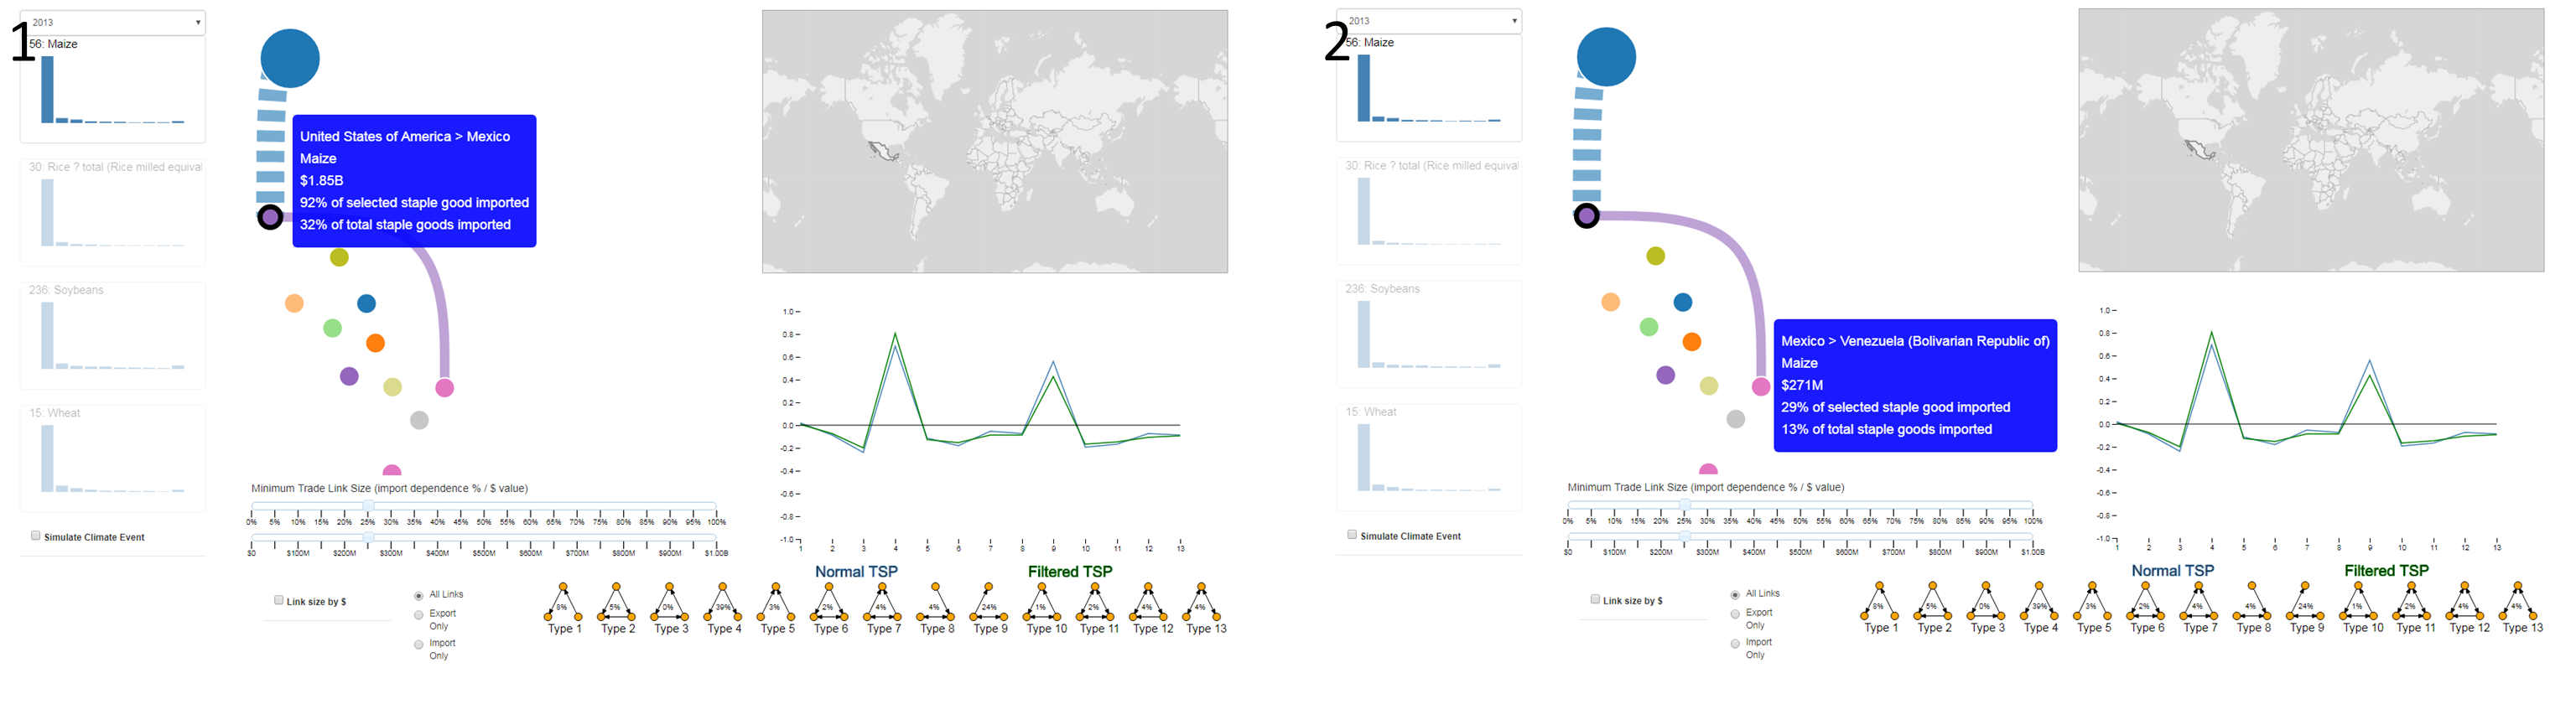 1
2013
56: Maize
30: Rice ? total (Rice milled equival
236: Soybeans
15: Wheat
Simulate Climate Event
United States of America > Mexico
Maize
$1.85B
92% of selected staple good imported
32% of total staple goods imported
Minimum Trade Link Size (import dependence % / $ value)
0% 5% 10% 15% 20% 25% 30% 35% 40% 45% 50% 55% 60% 65% 70% 75% 80% 85% 90% 95% 100%
$0 $100M $200M $300M $400M $500M $600M $700M $800M $900M $1.00B
Link size by $
All Links
Export
Only
Import
Only
1.0
0.8
0.6
0.4
0.2
0.0
-0.2
-0.4
-0.6
-0.8
-1.0
1 2 3 4 5 6 7 8 9 10 11 12 13
Normal TSP Filtered TSP
8% 5% 0% 39% 3% 2% 4% 4% 24% 1% 2% 4% 4%
Type 1 Type 2 Type 3 Type 4 Type 5 Type 6 Type 7 Type 8 Type 9 Type 10 Type 11 Type 12 Type 13
2
2013
56: Maize
30: Rice ? total (Rice milled equival
236: Soybeans
15: Wheat
Simulate Climate Event
Mexico > Venezuela (Bolivarian Republic of)
Maize
$271M
29% of selected staple good imported
13% of total staple goods imported
Minimum Trade Link Size (import dependence % / $ value)
0% 5% 10% 15% 20% 25% 30% 35% 40% 45% 50% 55% 60% 65% 70% 75% 80% 85% 90% 95% 100%
$0 $100M $200M $300M $400M $500M $600M $700M $800M $900M $1.00B
Link size by $
All Links
Export
Only
Import
Only
1.0
0.8
0.6
0.4
0.2
0.0
-0.2
-0.4
-0.6
-0.8
-1.0
1 2 3 4 5 6 7 8 9 10 11 12 13
Normal TSP Filtered TSP
8% 5% 0% 39% 3% 2% 4% 4% 24% 1% 2% 4% 4%
Type 1 Type 2 Type 3 Type 4 Type 5 Type 6 Type 7 Type 8 Type 9 Type 10 Type 11 Type 12 Type 13